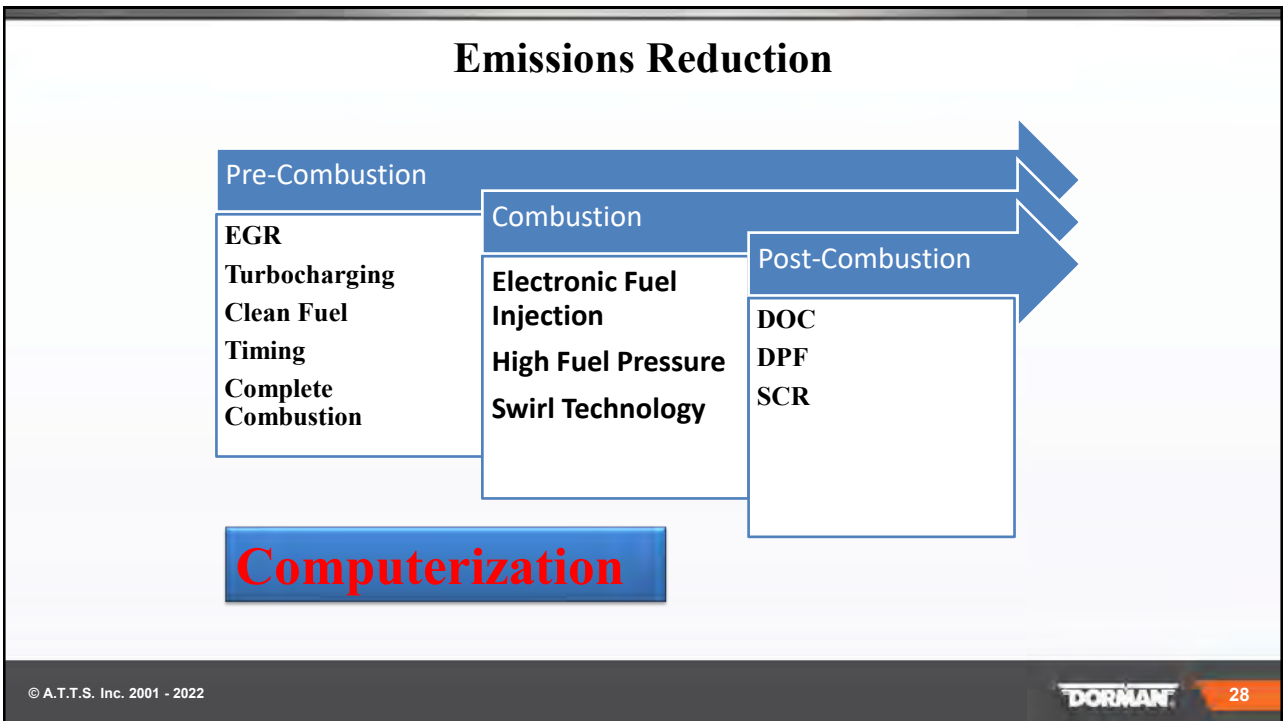 Emissions Reduction
Pre-Combustion
EGR
Turbocharging
Clean Fuel
Timing
Complete
Combustion
Combustion
Electronic Fuel
Injection
High Fuel Pressure
Swirl Technology
Post-Combustion
DOC
DPF
SCR
Computerization
© A.T.T.S. Inc. 2001 - 2022
DORMAN
28